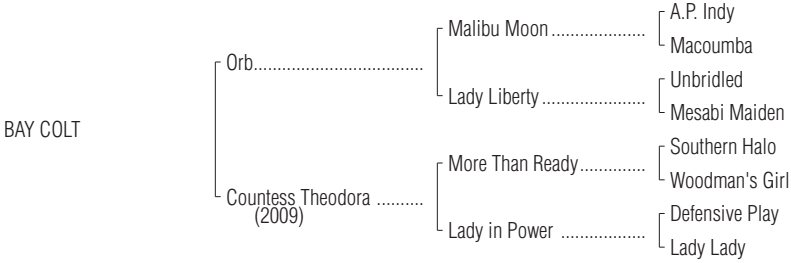 A.P. Indy
Malibu Moon .....................
Macoumba
Orb..................................
Unbridled
Lady Liberty.......................
Mesabi Maiden
BAY COLT
Southern Halo
More Than Ready..............
Woodman's Girl
Countess Theodora ..........
(2009)
Defensive Play
Lady in Power ..................
Lady Lady